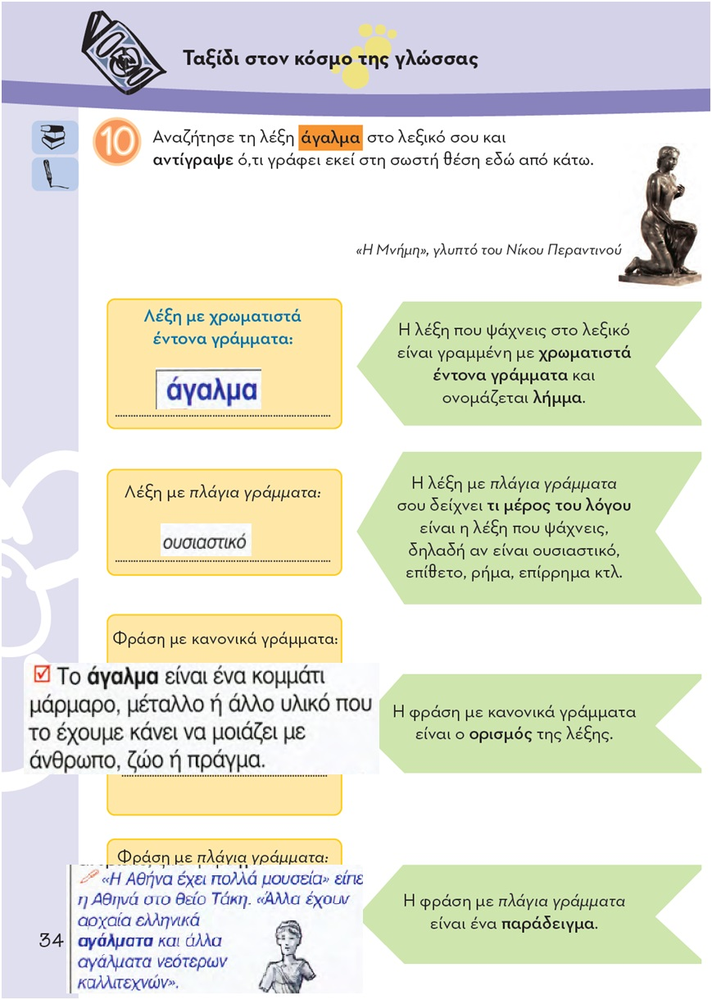 Ταξίδι στον κόσμο της γλώσσας
10
Αναζήτησε τη λέξη άγαλμα στο λεξικό σου και
αντίγραψε ό,τι γράφει εκεί στη σωστή θέση εδώ από κάτω.
«Η Μνήμη», γλυπτό του Νίκου Περαντινού
Λέξη με χρωματιστά
έντονα γράμματα:
άγαλμα
Η λέξη που ψάχνεις στο λεξικό
είναι γραμμένη με χρωματιστά
έντονα γράμματα και
ονομάζεται λήμμα.
Λέξη με πλάγια γράμματα:
ουσιαστικό
Η λέξη με πλάγια γράμματα
σου δείχνει τι μέρος του λόγου
είναι η λέξη που ψάχνεις,
δηλαδή αν είναι ουσιαστικό,
επίθετο, ρήμα, επίρρημα κτλ.
Φράση με κανονικά γράμματα:
Το άγαλμα είναι ένα κομμάτι
μάρμαρο, μέταλλο ή άλλο υλικό που
το έχουμε κάνει να μοιάζει με
άνθρωπο, ζώο ή πράγμα.
Η φράση με κανονικά γράμματα
είναι ο ορισμός της λέξης.
Φράση με πλάγια γράμματα:
«Η Αθήνα έχει πολλά μουσεία» είπε
η Αθηνά στο θείο Τάκη. «Άλλα έχουν
αρχαία ελληνικά
αγάλματα και άλλα
αγάλματα νεότερων
καλλιτεχνών».
Η φράση με πλάγια γράμματα
είναι ένα παράδειγμα.
34